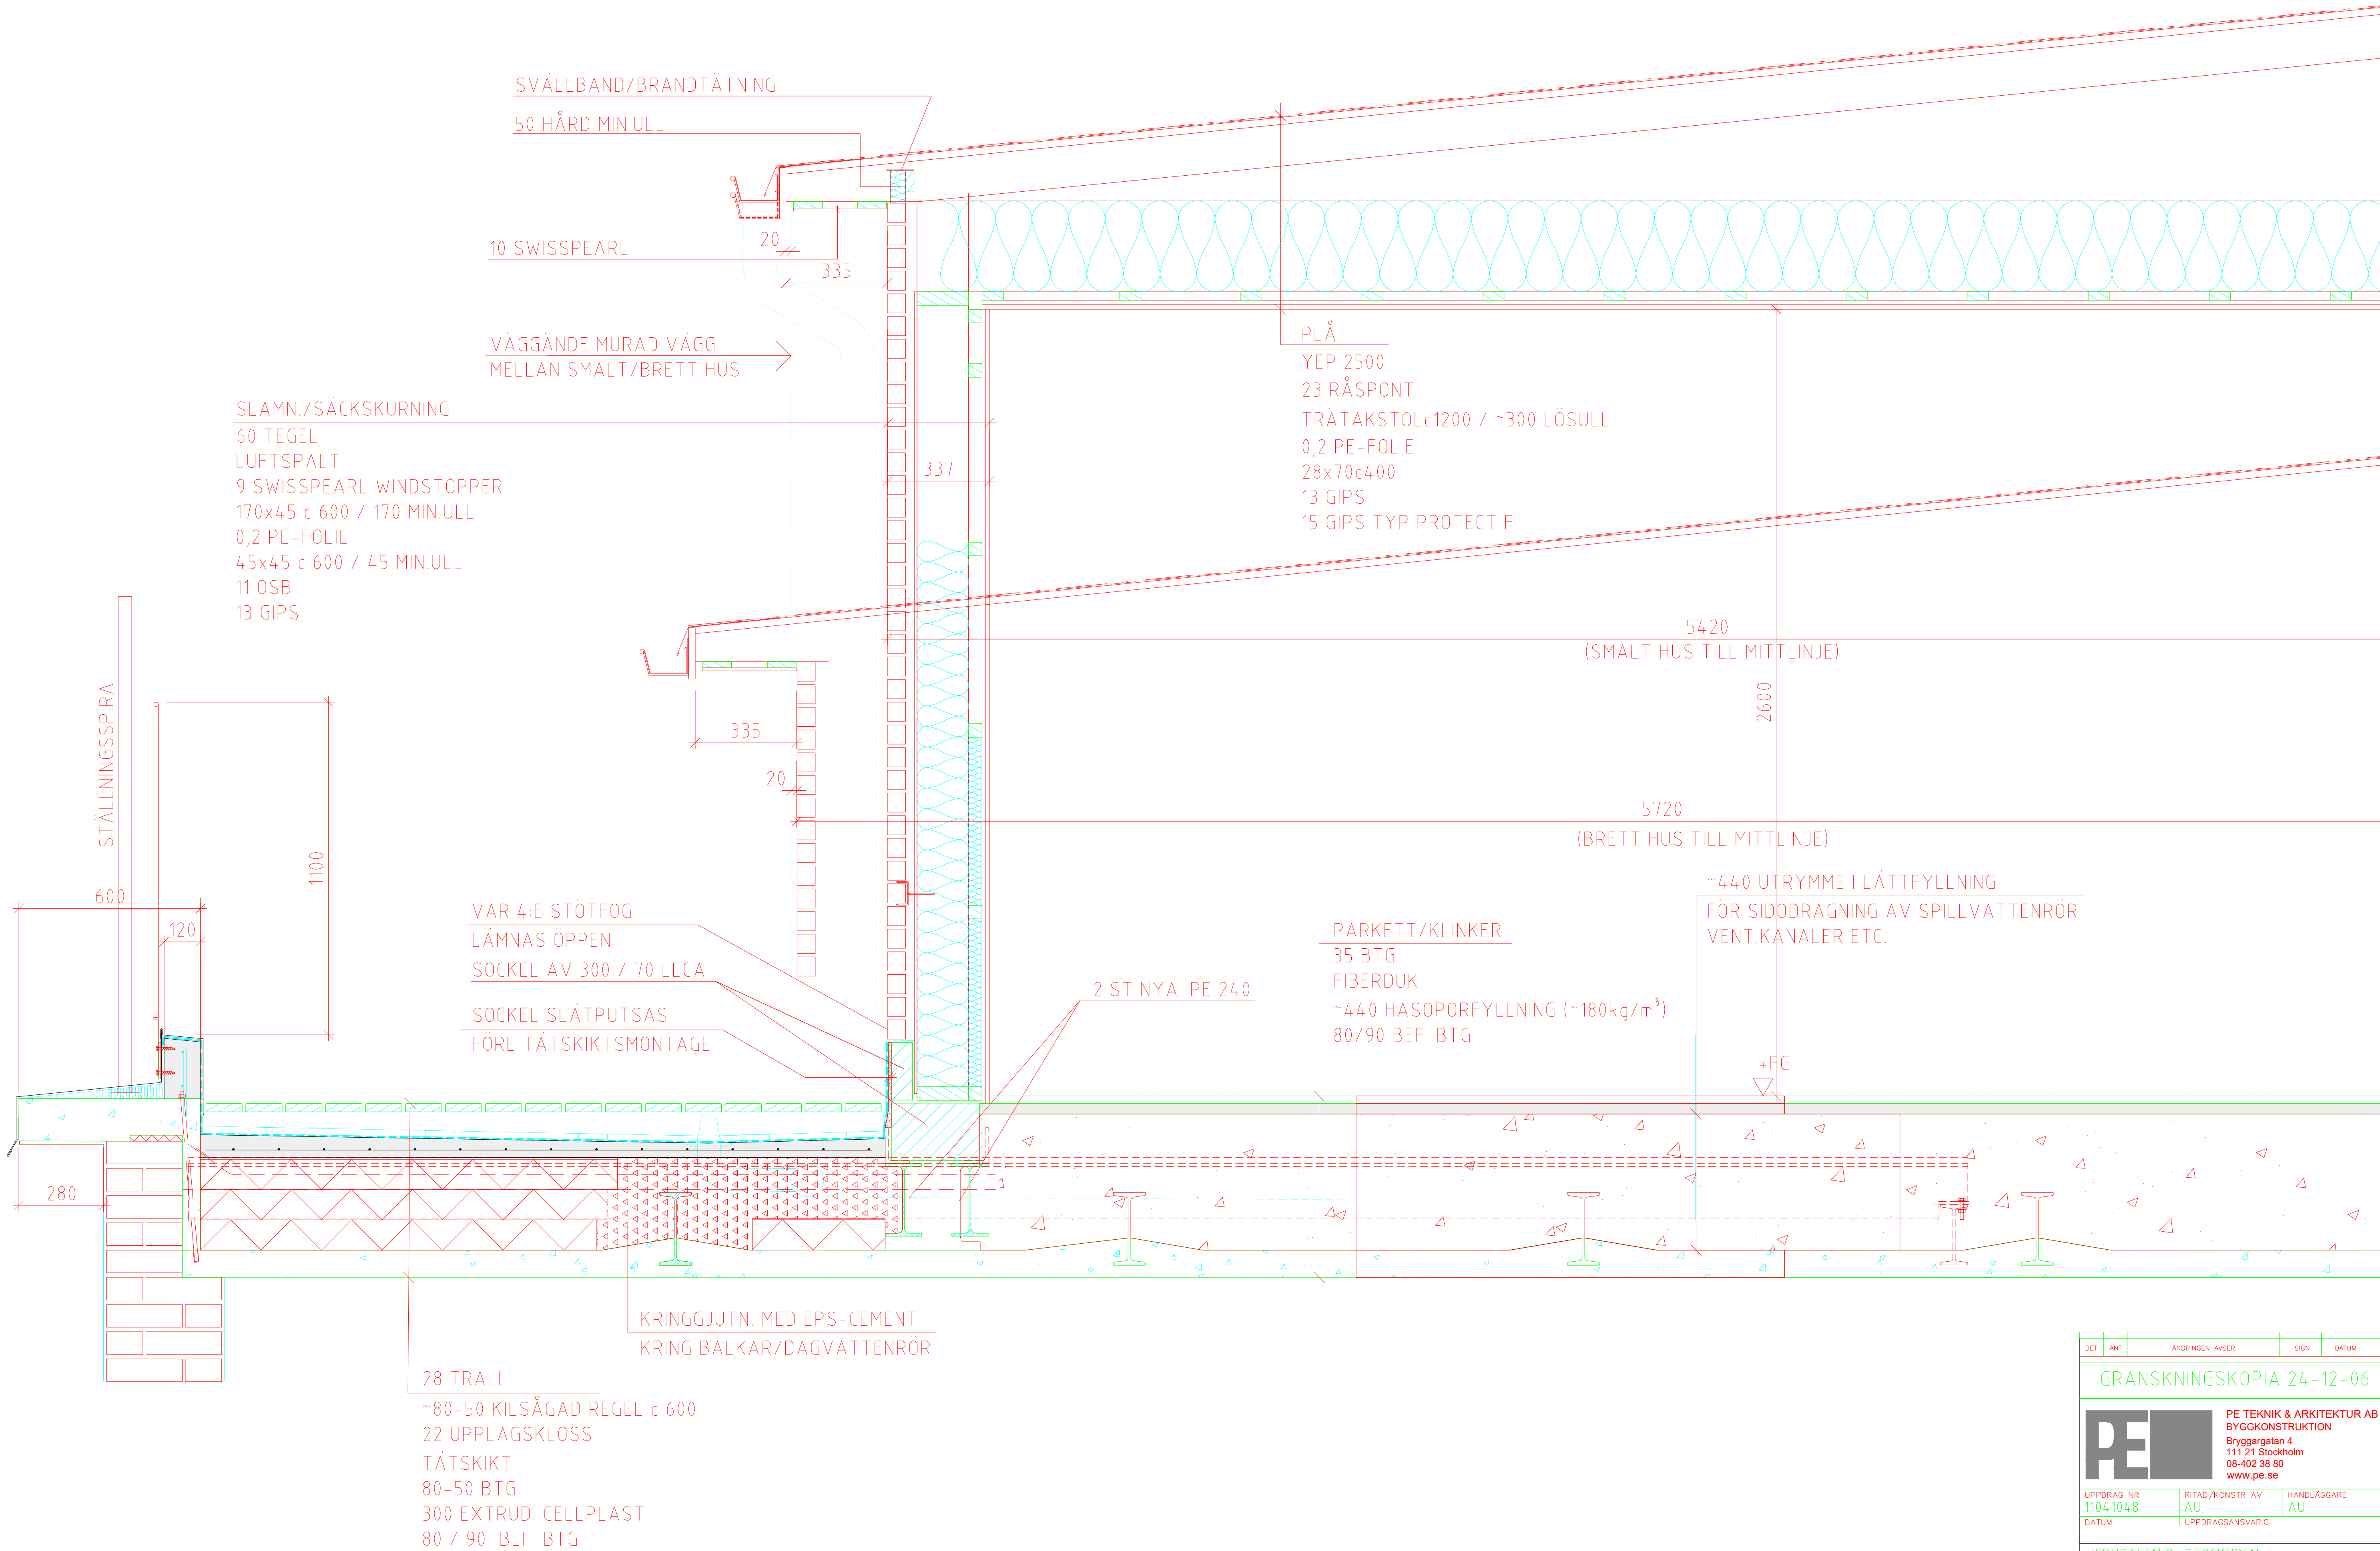 SVÄLLBAND/BRANDTÄTNING
50 HÅRD MIN.ULL
10 SWISSPEARL
20
335
VÄGGÄNDE MURAD VÄGG
MELLAN SMALT/BRETT HUS
SLAMN./SÄCKSKURNING
60 TEGEL
LUFTSPALT
9 SWISSPEARL WINDSTOPPER
170x45 c 600 / 170 MIN.ULL
0,2 PE-FOLIE
45x45 c 600 / 45 MIN.ULL
11 OSB
13 GIPS
337
PLÅT
YEP 2500
23 RÅSPONT
TRÄTAKSTOLc1200 / ~300 LÖSULL
0,2 PE-FOLIE
28x70c400
13 GIPS
15 GIPS TYP PROTECT F
5420
(SMALT HUS TILL MITTLINJE)
2600
STÄLLNINGSSPIRA
335
20
5720
(BRETT HUS TILL MITTLINJE)
1100
600
120
VAR 4:E STÖTFOG
LÄMNAS ÖPPEN
SOCKEL AV 300 / 70 LECA
SOCKEL SLÄTPUTSAS
FÖRE TÄTSKIKTSMONTAGE
2 ST NYA IPE 240
PARKETT/KLINKER
35 BTG
FIBERDUK
~440 HASOPORFYLLNING (~180kg/m³)
80/90 BEF. BTG
~440 UTRYMME I LÄTTFYLLNING
FÖR SIDODRAGNING AV SPILLVATTENRÖR
VENT.KANALER ETC.
+FG
280
KRINGGJUTN. MED EPS-CEMENT
KRING BALKAR/DAGVATTENRÖR
28 TRALL
~80-50 KILSÅGAD REGEL c 600
22 UPPLAGSKLOSS
TÄTSKIKT
80-50 BTG
300 EXTRUD. CELLPLAST
80 / 90 BEF. BTG
BET ANT ÄNDRINGEN AVSER SIGN DATUM
GRANSKNINGSKOPIA 24-12-06
PE
PE TEKNIK & ARKITEKTUR AB
BYGGKONSTRUKTION
Bryggargatan 4
111 21 Stockholm
08-402 38 80
www.pe.se
UPPDRAG NR RITAD/KONSTR AV HANDLÄGGARE
11041048 AU AU
DATUM UPPDRAGSANSVARIG